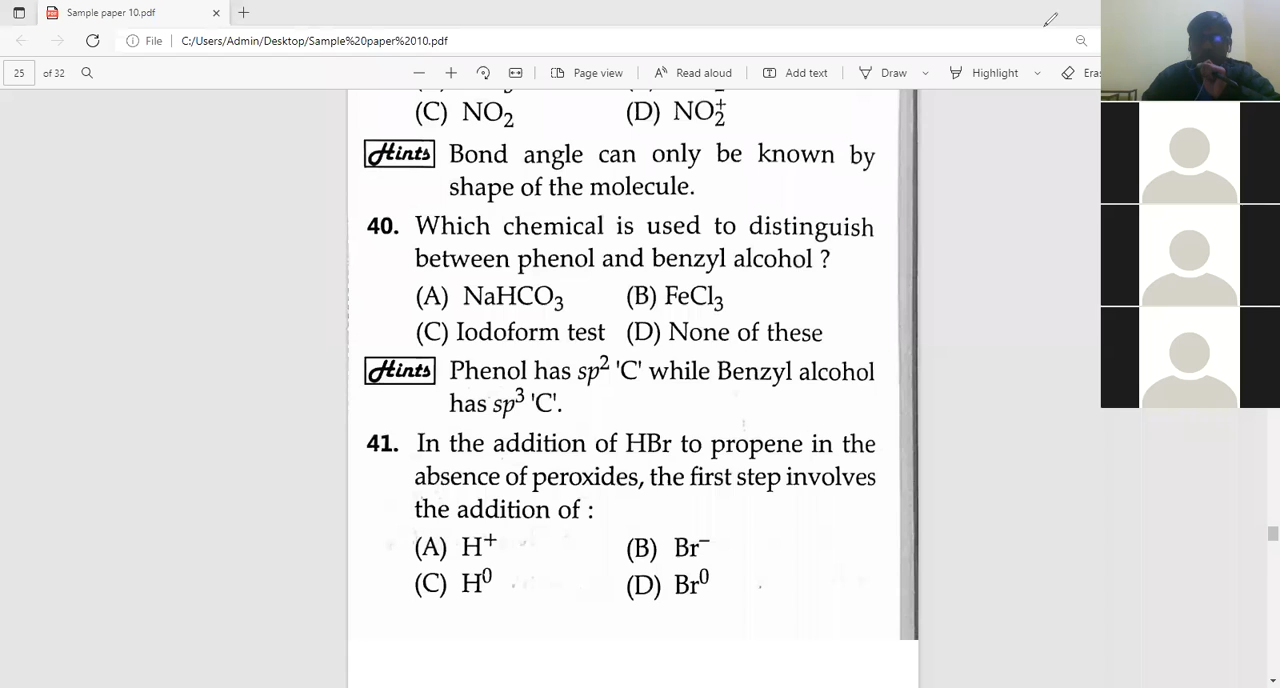 Sample paper 10.pdf
File C:/Users/Admin/Desktop/Sample%20paper%2010.pdf
25 of 32 Page view Read aloud Add text Draw Highlight Eras
(C) NO₂ (D) NO₂⁺
Hints Bond angle can only be known by
shape of the molecule.
40. Which chemical is used to distinguish
between phenol and benzyl alcohol ?
(A) NaHCO₃ (B) FeCl₃
(C) Iodoform test (D) None of these
Hints Phenol has sp² 'C' while Benzyl alcohol
has sp³ 'C'.
41. In the addition of HBr to propene in the
absence of peroxides, the first step involves
the addition of :
(A) H⁺ (B) Br⁻
(C) H⁰ (D) Br⁰